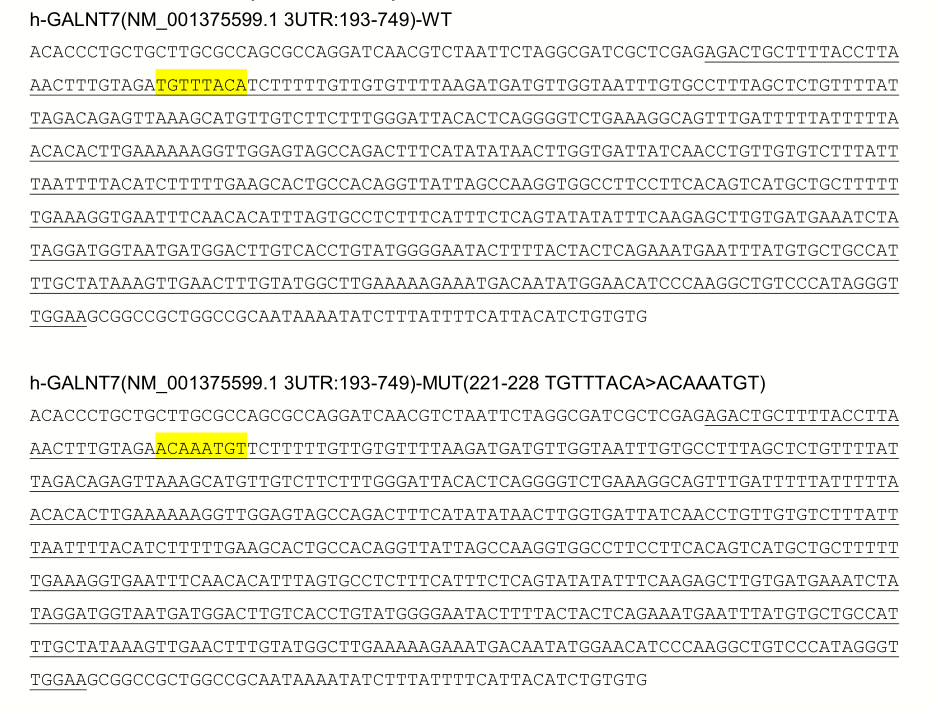 h-GALNT7(NM_001375599.1 3UTR:193-749)-WT
ACACCCTGCTGCTTGCGCCAGCGCCAGGATCAACGTCTAATTCTAGGCGATCGCTCGAGAGACTGCTTTTACCTTA
AACTTTGTAGATGTTTACATCTTTTTGTTGTGTTTTAAGATGATGTTGGTAATTTGTGCCTTTAGCTCTGTTTTAT
TAGACAGAGTTAAAGCATGTTGTCTTCTTTGGGATTACACTCAGGGGTCTGAAAGGCAGTTTGATTTTTATTTTTA
ACACACTTGAAAAAAGGTTGGAGTAGCCAGACTTTCATATATAACTTGGTGATTATCAACCTGTTGTGTCTTTATT
TAATTTTACATCTTTTTGAAGCACTGCCACAGGTTATTAGCCAAGGTGGCCTTCCTTCACAGTCATGCTGCTTTTT
TGAAAGGTGAATTTCAACACATTTAGTGCCTCTTTCATTTCTCAGTATATATTTCAAGAGCTTGTGATGAAATCTA
TAGGATGGTAATGATGGACTTGTCACCTGTATGGGGAATACTTTTACTACTCAGAAATGAATTTATGTGCTGCCAT
TTGCTATAAAGTTGAACTTTGTATGGCTTGAAAAAGAAATGACAATATGGAACATCCCAAGGCTGTCCCATAGGGT
TGGAAGCGGCCGCTGGCCGCAATAAAATATCTTTATTTTCATTACATCTGTGTG
h-GALNT7(NM_001375599.1 3UTR:193-749)-MUT(221-228 TGTTTACA>ACAAATGT)
ACACCCTGCTGCTTGCGCCAGCGCCAGGATCAACGTCTAATTCTAGGCGATCGCTCGAGAGACTGCTTTTACCTTA
AACTTTGTAGAACAAATGTTCTTTTTGTTGTGTTTTAAGATGATGTTGGTAATTTGTGCCTTTAGCTCTGTTTTAT
TAGACAGAGTTAAAGCATGTTGTCTTCTTTGGGATTACACTCAGGGGTCTGAAAGGCAGTTTGATTTTTATTTTTA
ACACACTTGAAAAAAGGTTGGAGTAGCCAGACTTTCATATATAACTTGGTGATTATCAACCTGTTGTGTCTTTATT
TAATTTTACATCTTTTTGAAGCACTGCCACAGGTTATTAGCCAAGGTGGCCTTCCTTCACAGTCATGCTGCTTTTT
TGAAAGGTGAATTTCAACACATTTAGTGCCTCTTTCATTTCTCAGTATATATTTCAAGAGCTTGTGATGAAATCTA
TAGGATGGTAATGATGGACTTGTCACCTGTATGGGGAATACTTTTACTACTCAGAAATGAATTTATGTGCTGCCAT
TTGCTATAAAGTTGAACTTTGTATGGCTTGAAAAAGAAATGACAATATGGAACATCCCAAGGCTGTCCCATAGGGT
TGGAAGCGGCCGCTGGCCGCAATAAAATATCTTTATTTTCATTACATCTGTGTG